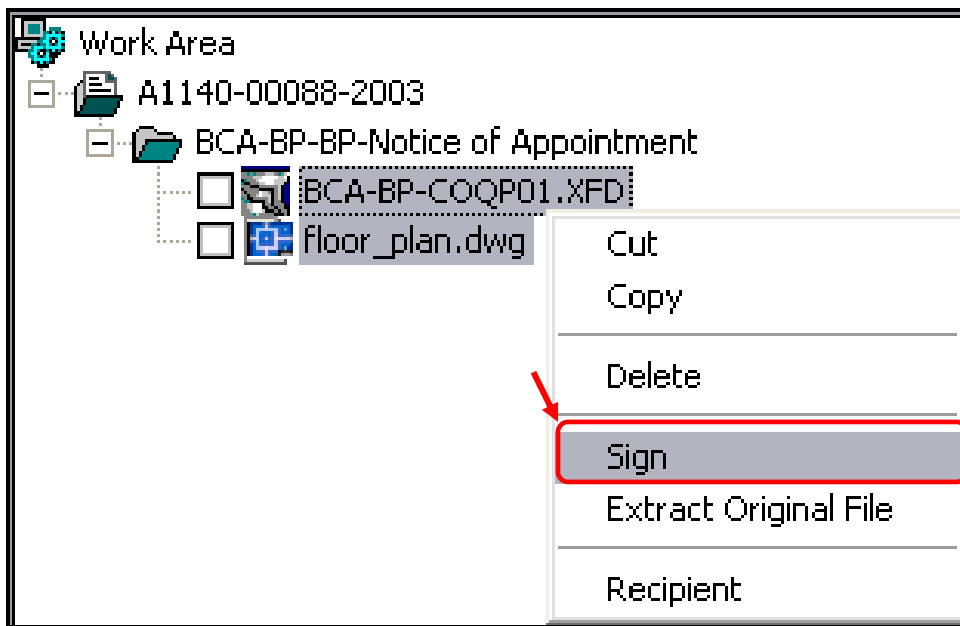 Work Area
A1140-00088-2003
BCA-BP-BP-Notice of Appointment
BCA-BP-COQP01.XFD
floor_plan.dwg
Cut
Copy
Delete
Sign
Extract Original File
Recipient